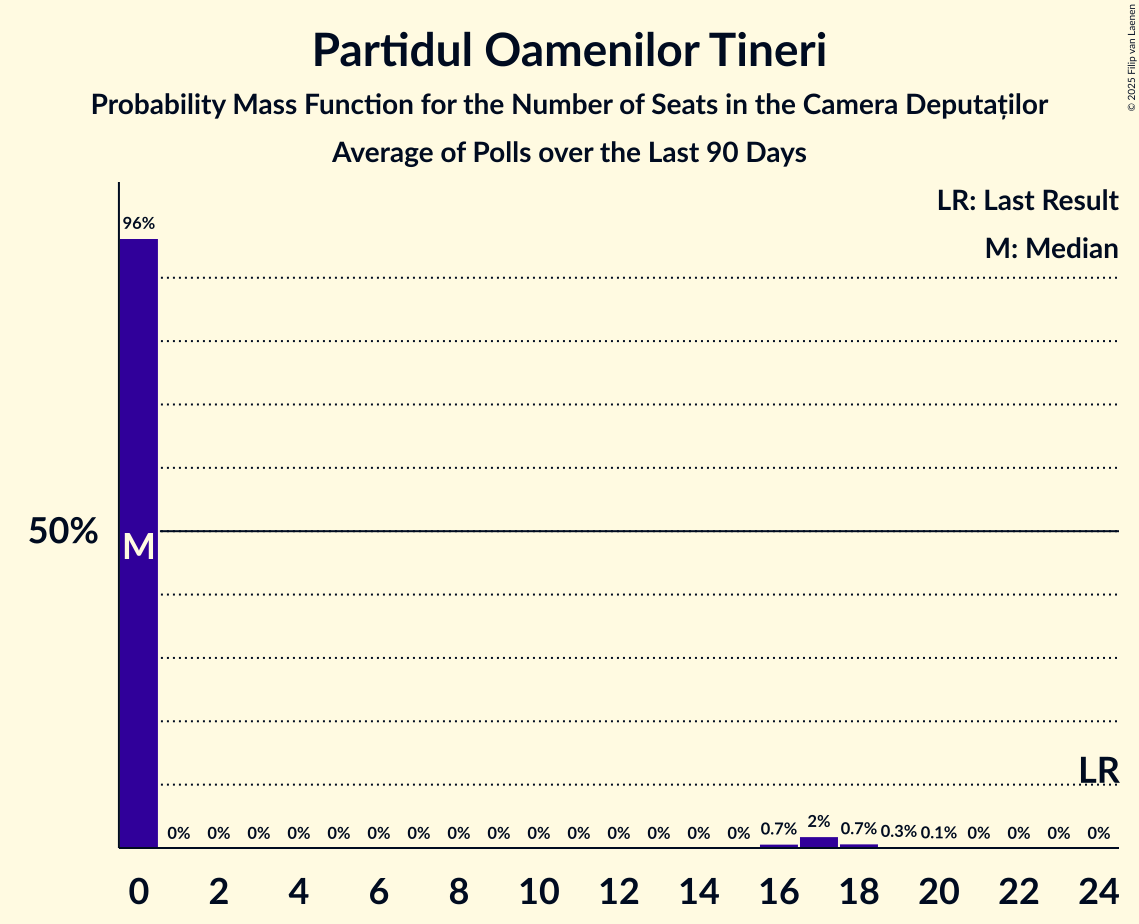 Partidul Oamenilor Tineri
Probability Mass Function for the Number of Seats in the Camera Deputaților
Average of Polls over the Last 90 Days
© 2025 Filip van Laenen
LR: Last Result
M: Median
96%
50%
M
LR
0% 0% 0% 0% 0% 0% 0% 0% 0% 0% 0% 0% 0% 0% 0% 0.7% 2% 0.7% 0.3% 0.1% 0% 0% 0% 0%
0 2 4 6 8 10 12 14 16 18 20 22 24